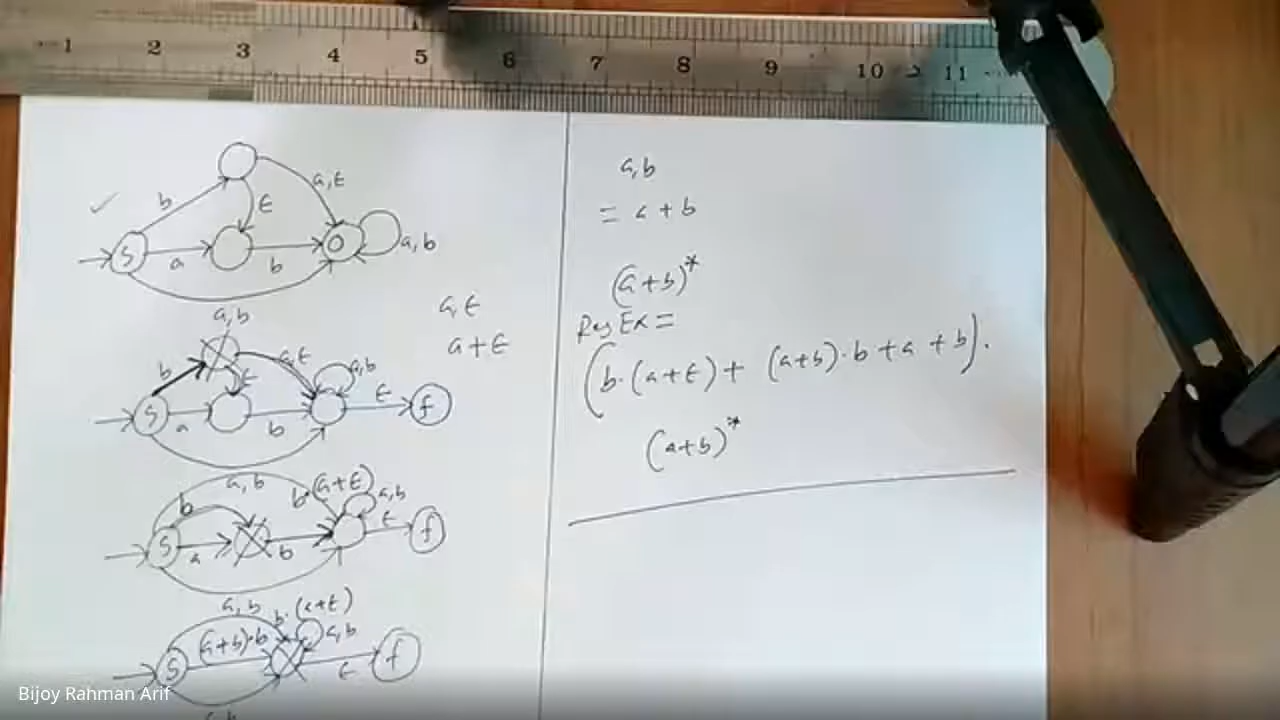 1 2 3 4 5 6 7 8 9 10 11
b
a, ε
ε
S
a
b
a, b
a, b
a, ε
a + ε
b
a, ε
ε
a, b
S
a
b
ε
f
a, b
b·(a+ε)
b
a, b
S
a
b
ε
f
a, b
b·(a+ε)
(a+b)·b
a, b
S
ε
f
a, b
a, b
= a + b
(a+b)*
Reg Ex =
(b·(a+ε) + (a+b)·b + a + b).
(a+b)*
Bijoy Rahman Arif